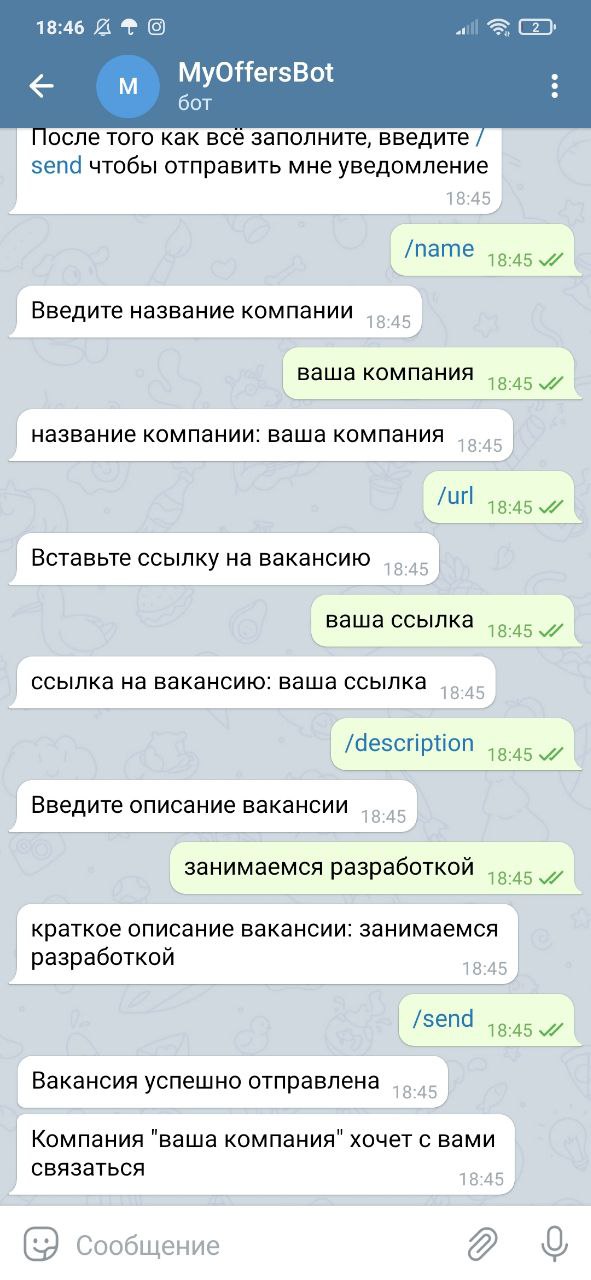 18:46
2
M
MyOffersBot
бот
После того как всё заполните, введите /
send чтобы отправить мне уведомление
18:45
/name 18:45
Введите название компании 18:45
ваша компания 18:45
название компании: ваша компания 18:45
/url 18:45
Вставьте ссылку на вакансию 18:45
ваша ссылка 18:45
ссылка на вакансию: ваша ссылка 18:45
/description 18:45
Введите описание вакансии 18:45
занимаемся разработкой 18:45
краткое описание вакансии: занимаемся
разработкой 18:45
/send 18:45
Вакансия успешно отправлена 18:45
Компания "ваша компания" хочет с вами
связаться 18:45
Сообщение